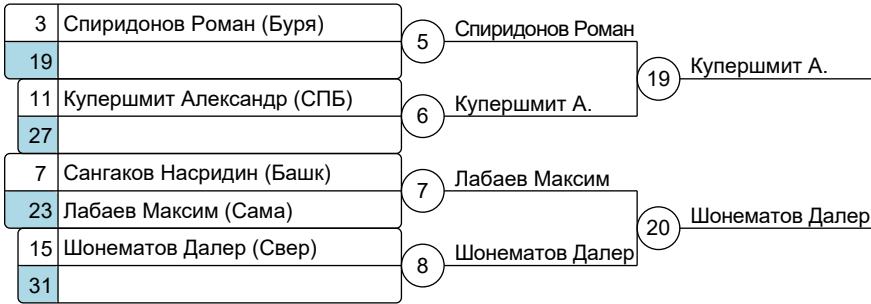 3 Спиридонов Роман (Буря)
19
5
Спиридонов Роман
11 Купершмит Александр (СПБ)
27
6
Купершмит А.
19
Купершмит А.
7 Сангаков Насридин (Башк)
23 Лабаев Максим (Сама)
7
Лабаев Максим
15 Шонематов Далер (Свер)
31
8
Шонематов Далер
20
Шонематов Далер